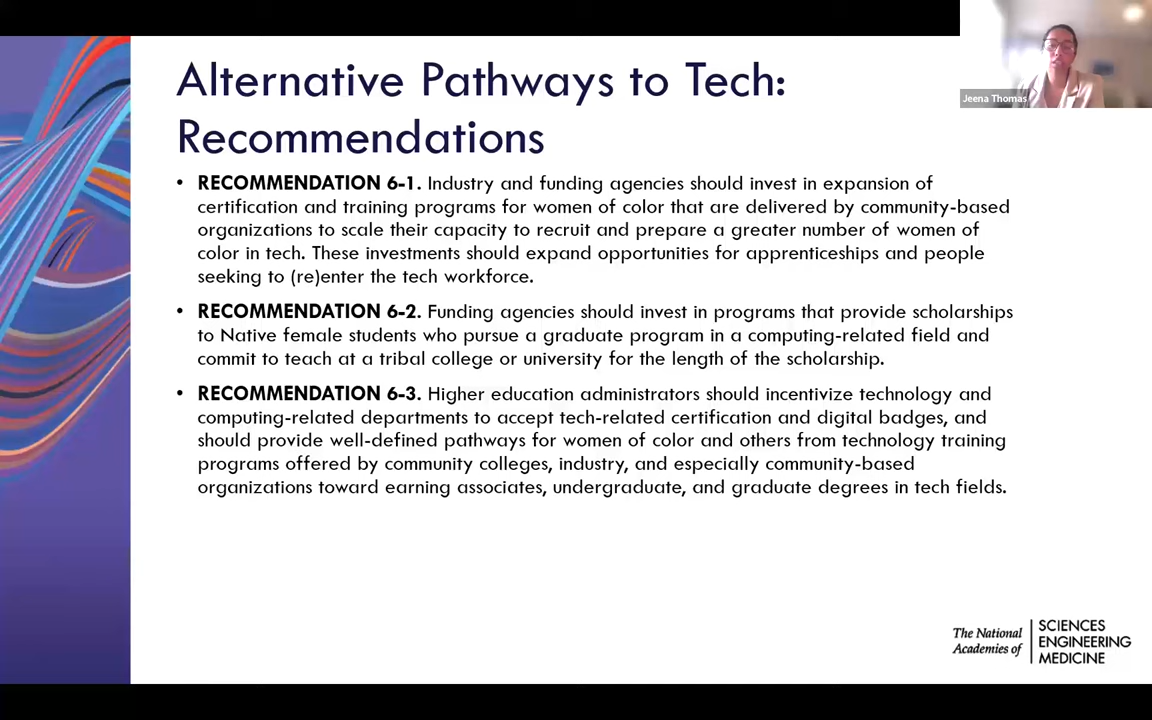 Alternative Pathways to Tech:
Recommendations
Jeena Thomas
• RECOMMENDATION 6-1. Industry and funding agencies should invest in expansion of
certification and training programs for women of color that are delivered by community-based
organizations to scale their capacity to recruit and prepare a greater number of women of
color in tech. These investments should expand opportunities for apprenticeships and people
seeking to (re)enter the tech workforce.
• RECOMMENDATION 6-2. Funding agencies should invest in programs that provide scholarships
to Native female students who pursue a graduate program in a computing-related field and
commit to teach at a tribal college or university for the length of the scholarship.
• RECOMMENDATION 6-3. Higher education administrators should incentivize technology and
computing-related departments to accept tech-related certification and digital badges, and
should provide well-defined pathways for women of color and others from technology training
programs offered by community colleges, industry, and especially community-based
organizations toward earning associates, undergraduate, and graduate degrees in tech fields.
The National
Academies of
SCIENCES
ENGINEERING
MEDICINE